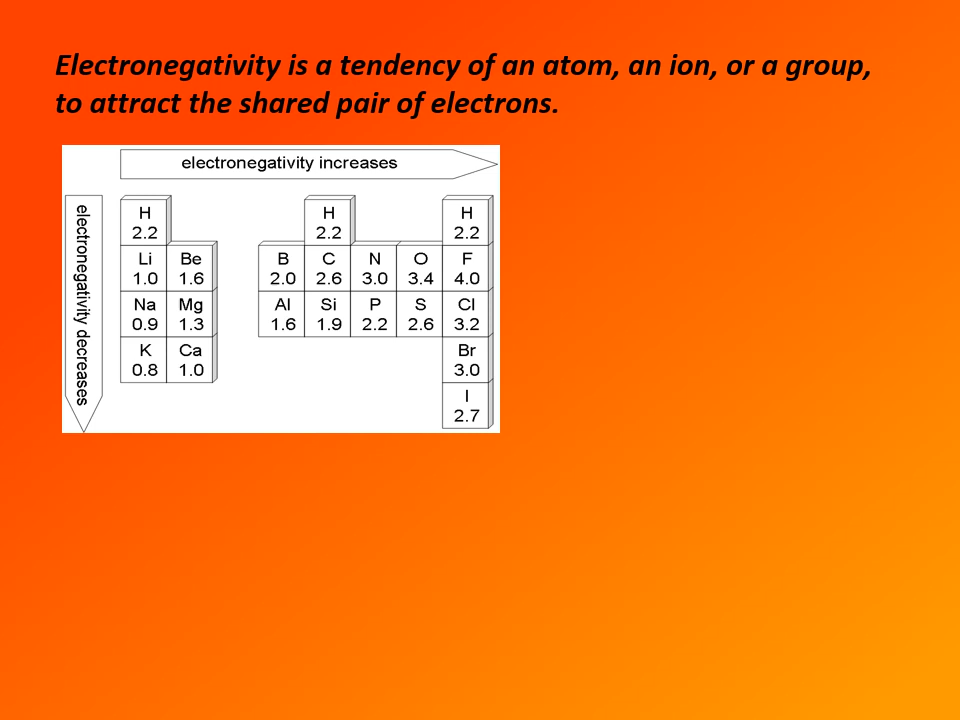 Electronegativity is a tendency of an atom, an ion, or a group,
to attract the shared pair of electrons.
electronegativity increases
electronegativity decreases
H H H
2.2 2.2 2.2
Li Be B C N O F
1.0 1.6 2.0 2.6 3.0 3.4 4.0
Na Mg Al Si P S Cl
0.9 1.3 1.6 1.9 2.2 2.6 3.2
K Ca Br
0.8 1.0 3.0
I
2.7